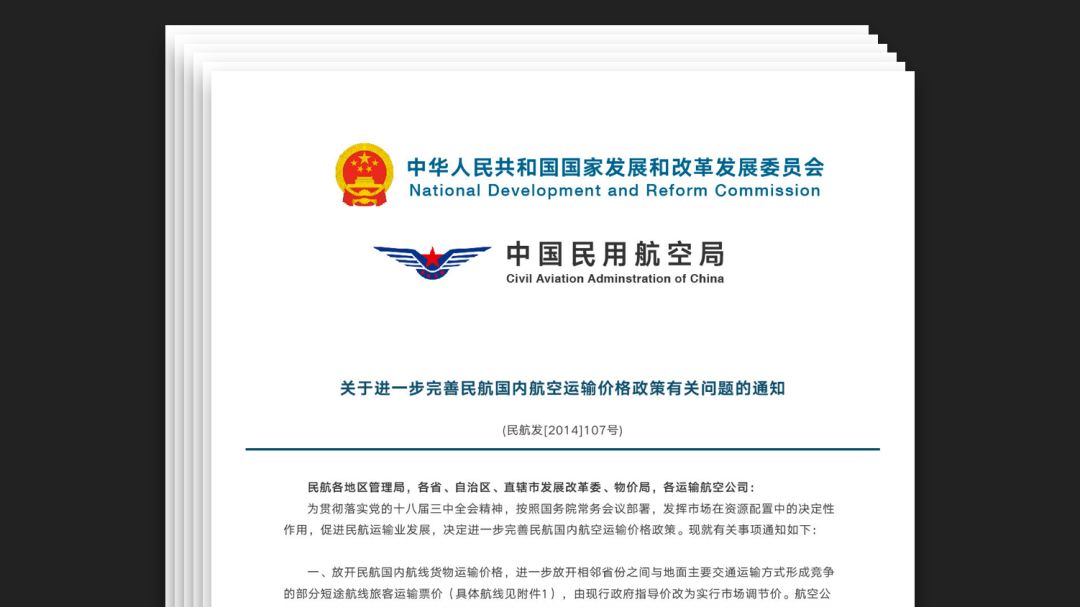 中华人民共和国国家发展和改革发展委员会
National Development and Reform Commission
中国民用航空局
Civil Aviation Adminstration of China
关于进一步完善民航国内航空运输价格政策有关问题的通知
(民航发[2014]107号)
民航各地区管理局，各省、自治区、直辖市发展改革委、物价局，各运输航空公司：
为贯彻落实党的十八届三中全会精神，按照国务院常务会议部署，发挥市场在资源配置中的决定性
作用，促进民航运输业发展，决定进一步完善民航国内航空运输价格政策。现就有关事项通知如下：
一、放开民航国内航线货物运输价格，进一步放开相邻省份之间与地面主要交通运输方式形成竞争
的部分短途航线旅客运输票价（具体航线见附件1），由现行政府指导价改为实行市场调节价。航空公